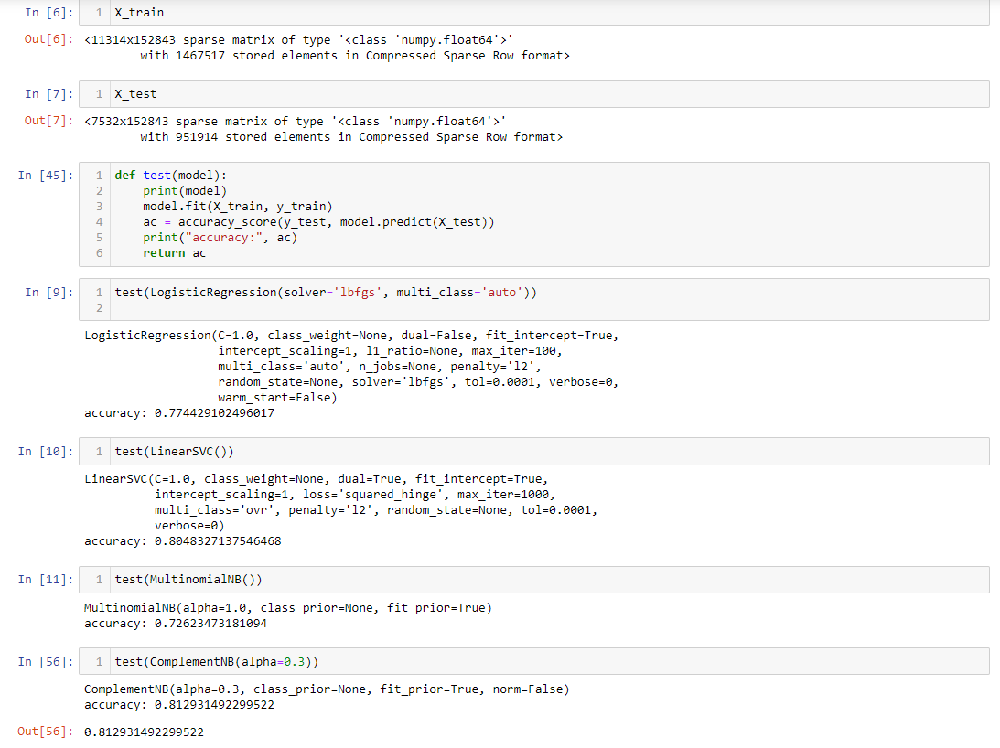 In [6]: 1 X_train
Out[6]: <11314x152843 sparse matrix of type '<class 'numpy.float64'>'
with 1467517 stored elements in Compressed Sparse Row format>
In [7]: 1 X_test
Out[7]: <7532x152843 sparse matrix of type '<class 'numpy.float64'>'
with 951914 stored elements in Compressed Sparse Row format>
In [45]: 1 def test(model):
2 print(model)
3 model.fit(X_train, y_train)
4 ac = accuracy_score(y_test, model.predict(X_test))
5 print("accuracy:", ac)
6 return ac
In [9]: 1 test(LogisticRegression(solver='lbfgs', multi_class='auto'))
2
LogisticRegression(C=1.0, class_weight=None, dual=False, fit_intercept=True,
intercept_scaling=1, l1_ratio=None, max_iter=100,
multi_class='auto', n_jobs=None, penalty='l2',
random_state=None, solver='lbfgs', tol=0.0001, verbose=0,
warm_start=False)
accuracy: 0.774429102496017
In [10]: 1 test(LinearSVC())
LinearSVC(C=1.0, class_weight=None, dual=True, fit_intercept=True,
intercept_scaling=1, loss='squared_hinge', max_iter=1000,
multi_class='ovr', penalty='l2', random_state=None, tol=0.0001,
verbose=0)
accuracy: 0.8048327137546468
In [11]: 1 test(MultinomialNB())
MultinomialNB(alpha=1.0, class_prior=None, fit_prior=True)
accuracy: 0.72623473181094
In [56]: 1 test(ComplementNB(alpha=0.3))
ComplementNB(alpha=0.3, class_prior=None, fit_prior=True, norm=False)
accuracy: 0.812931492299522
Out[56]: 0.812931492299522